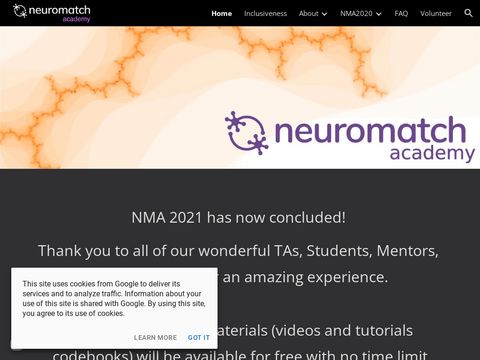 neuromatch
academy
Home Inclusiveness About NMA2020 FAQ Volunteer
neuromatch
academy
NMA 2021 has now concluded!
Thank you to all of our wonderful TAs, Students, Mentors,
an amazing experience.
This site uses cookies from Google to deliver its
services and to analyze traffic. Information about your
use of this site is shared with Google. By using this site,
you agree to its use of cookies.
LEARN MORE GOT IT
(videos and tutorials
codebooks) will be available for free with no time limit